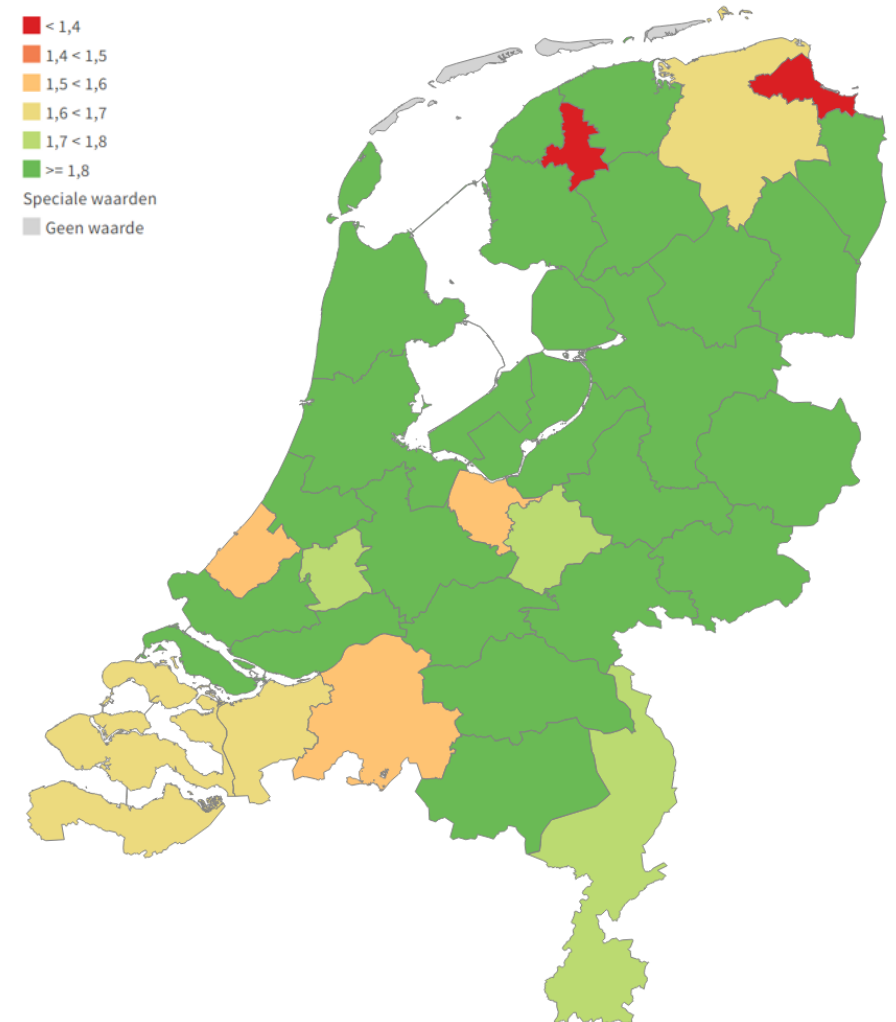 < 1,4
1,4 < 1,5
1,5 < 1,6
1,6 < 1,7
1,7 < 1,8
>= 1,8
Speciale waarden
Geen waarde